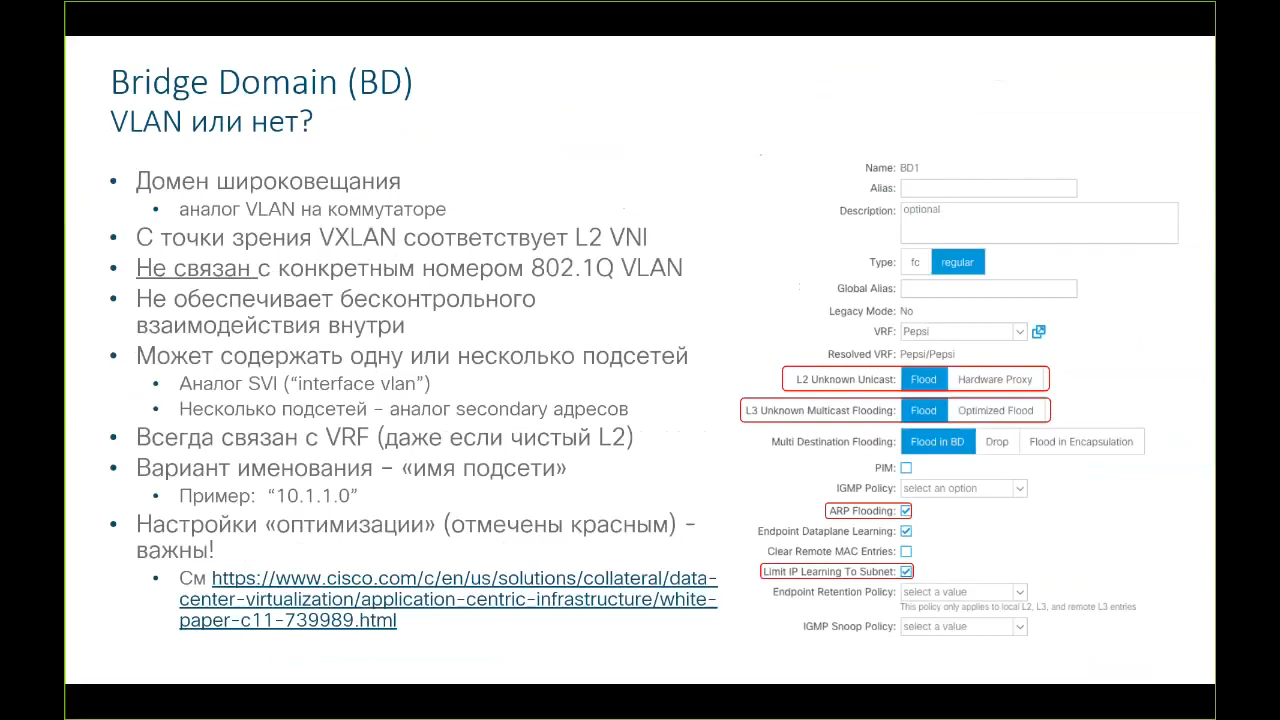 Bridge Domain (BD)
VLAN или нет?
• Домен широковещания
• аналог VLAN на коммутаторе
• С точки зрения VXLAN соответствует L2 VNI
• Не связан с конкретным номером 802.1Q VLAN
• Не обеспечивает бесконтрольного
взаимодействия внутри
• Может содержать одну или несколько подсетей
• Аналог SVI (“interface vlan”)
• Несколько подсетей – аналог secondary адресов
• Всегда связан с VRF (даже если чистый L2)
• Вариант именования – «имя подсети»
• Пример: “10.1.1.0”
• Настройки «оптимизации» (отмечены красным) -
важны!
• См https://www.cisco.com/c/en/us/solutions/collateral/data-
center-virtualization/application-centric-infrastructure/white-
paper-c11-739989.html
Name: BD1
Alias:
Description: optional
Type: fc regular
Global Alias:
Legacy Mode: No
VRF: Pepsi
Resolved VRF: Pepsi/Pepsi
L2 Unknown Unicast: Flood Hardware Proxy
L3 Unknown Multicast Flooding: Flood Optimized Flood
Multi Destination Flooding: Flood in BD Drop Flood in Encapsulation
PIM:
IGMP Policy: select an option
ARP Flooding:
Endpoint Dataplane Learning:
Clear Remote MAC Entries:
Limit IP Learning To Subnet:
Endpoint Retention Policy: select a value
This policy only applies to local L2, L3, and remote L3 entries
IGMP Snoop Policy: select a value